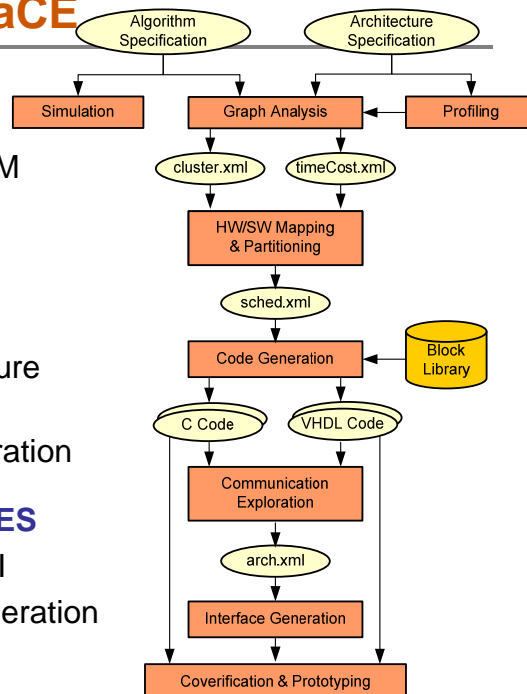 aCE
Algorithm
Specification
Architecture
Specification
Simulation
Graph Analysis
Profiling
M
cluster.xml
timeCost.xml
HW/SW Mapping
& Partitioning
sched.xml
ure
Code Generation
Block
Library
C Code
VHDL Code
ration
Communication
Exploration
ES
l
arch.xml
eration
Interface Generation
Coverification & Prototyping